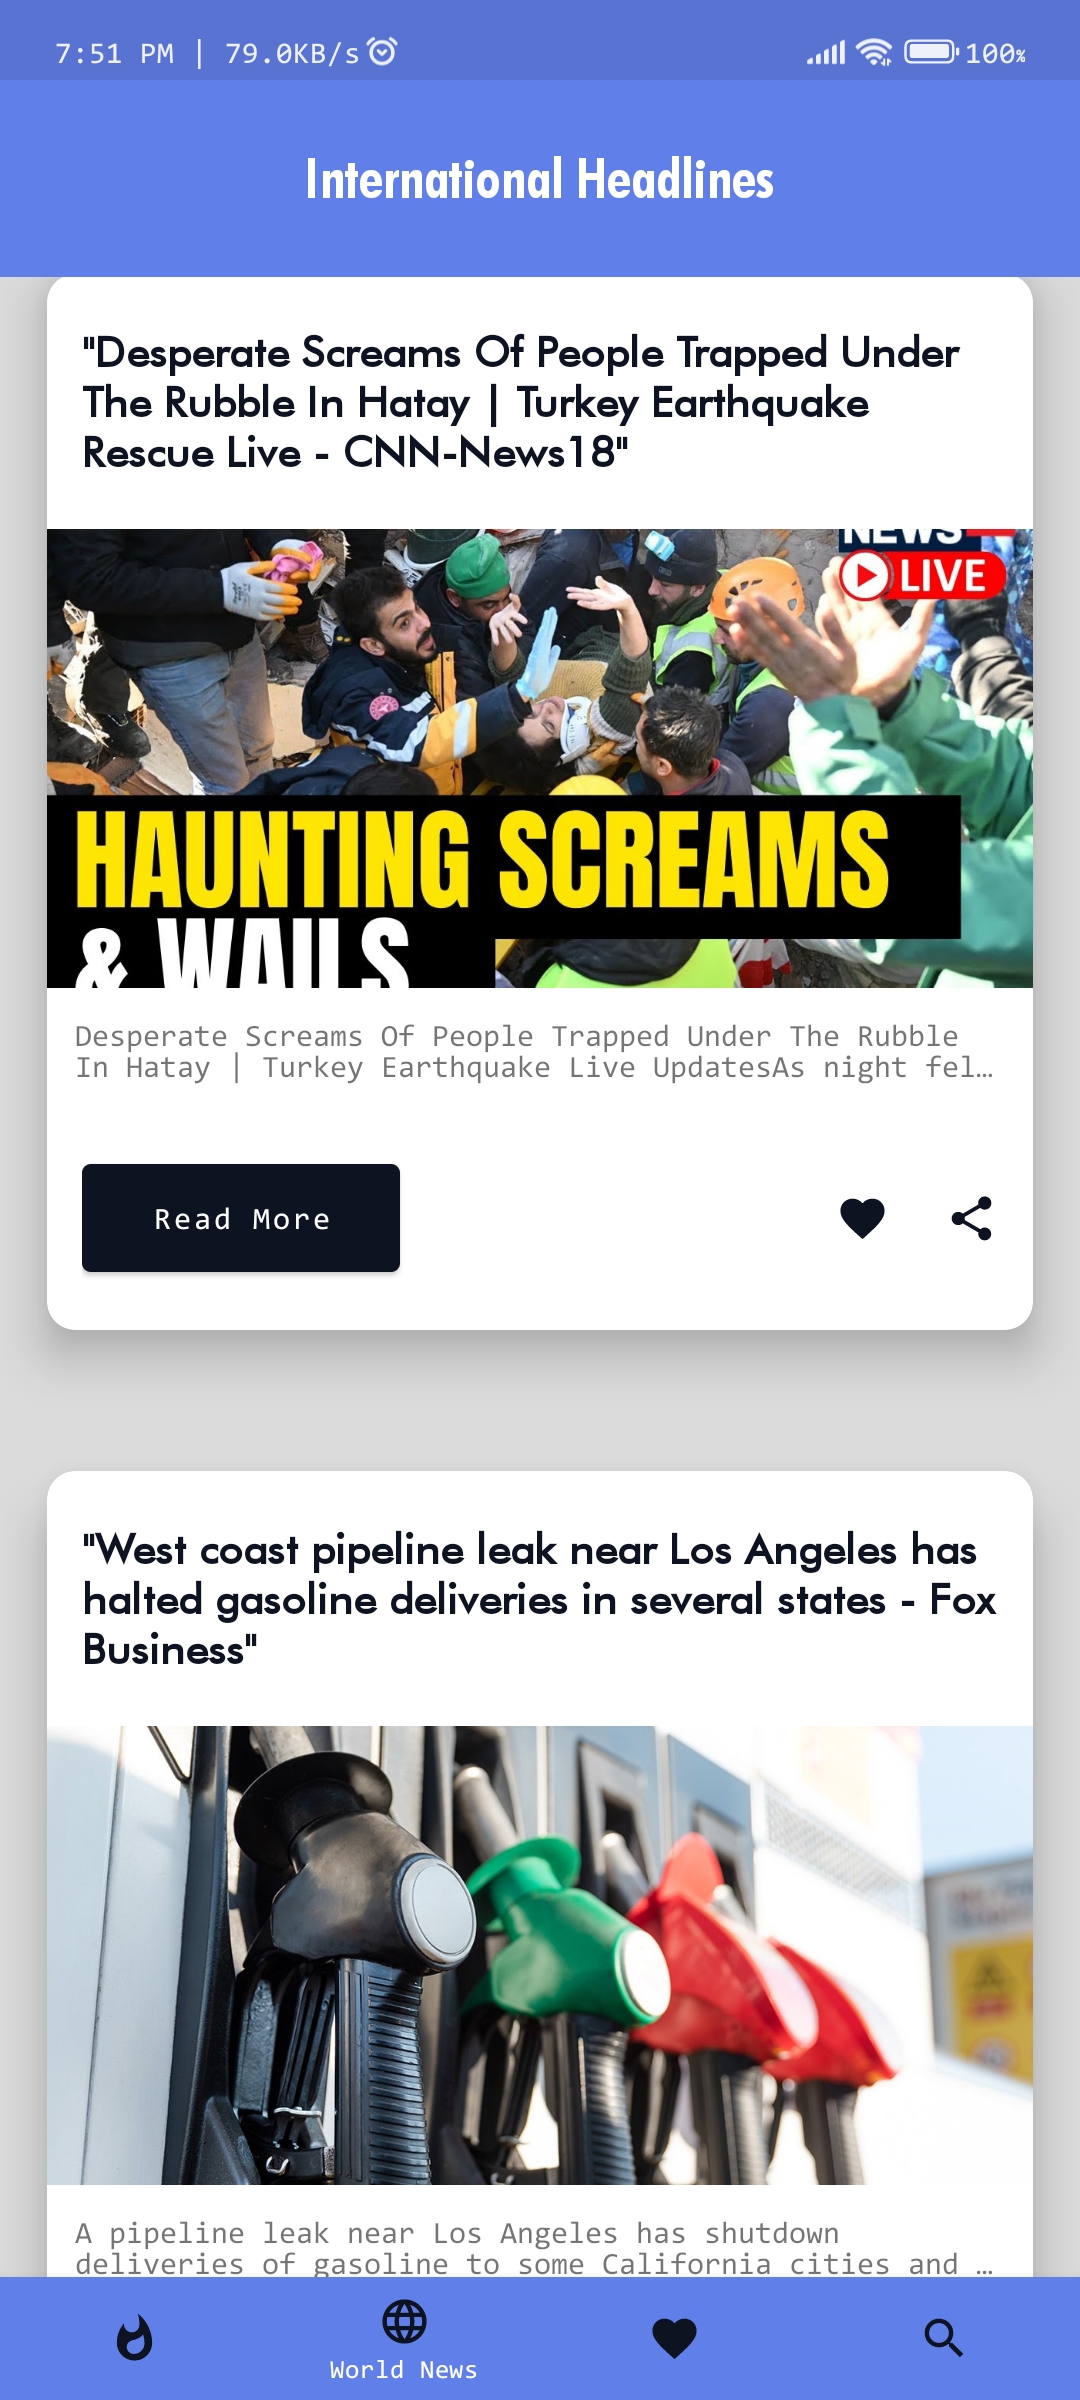 7:51 PM | 79.0KB/s 100%
International Headlines
"Desperate Screams Of People Trapped Under
The Rubble In Hatay | Turkey Earthquake
Rescue Live - CNN-News18"
NEWS
LIVE
HAUNTING SCREAMS
& WAILS
Desperate Screams Of People Trapped Under The Rubble
In Hatay | Turkey Earthquake Live UpdatesAs night fel…
Read More
"West coast pipeline leak near Los Angeles has
halted gasoline deliveries in several states - Fox
Business"
A pipeline leak near Los Angeles has shutdown
deliveries of gasoline to some California cities and …
World News